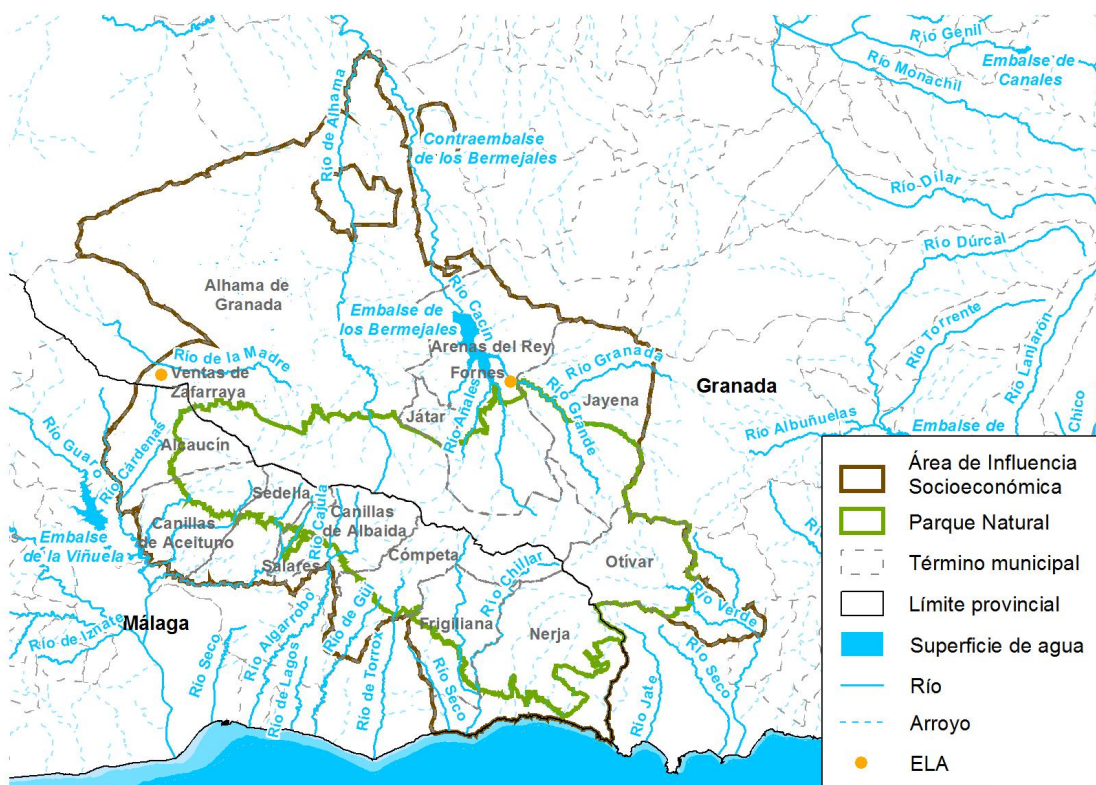 Río Genil
Río Monachil
Embalse de
Canales
Río Dílar
Río Dúrcal
Río Torrente
Río Lanjarón
Chico
Río Albuñuelas
Embalse de
Río de Alhama
Contraembalse
de los Bermejales
Alhama de
Granada
Embalse de
los Bermejales
Río Cacín
Arenas del Rey
Fornes
Río Granada
Río Grande
Jayena
Granada
Río de la Madre
Ventas de
Zafarraya
Játar
Río Añales
Río Guaro
Río Cárdenas
Alcaucín
Sedella
Canillas
de Aceituno
Río Cajula
Canillas
de Albaida
Salares
Cómpeta
Embalse
de la Viñuela
Málaga
Río de Iznate
Río Seco
Río Algarrobo
Río de Lagos
Río de Güi
Río de Torrox
Frigiliana
Río Chillar
Río Seco
Nerja
Otívar
Río Verde
Río Jate
Río Seco
Río
Área de Influencia
Socioeconómica
Parque Natural
Término municipal
Límite provincial
Superficie de agua
Río
Arroyo
ELA